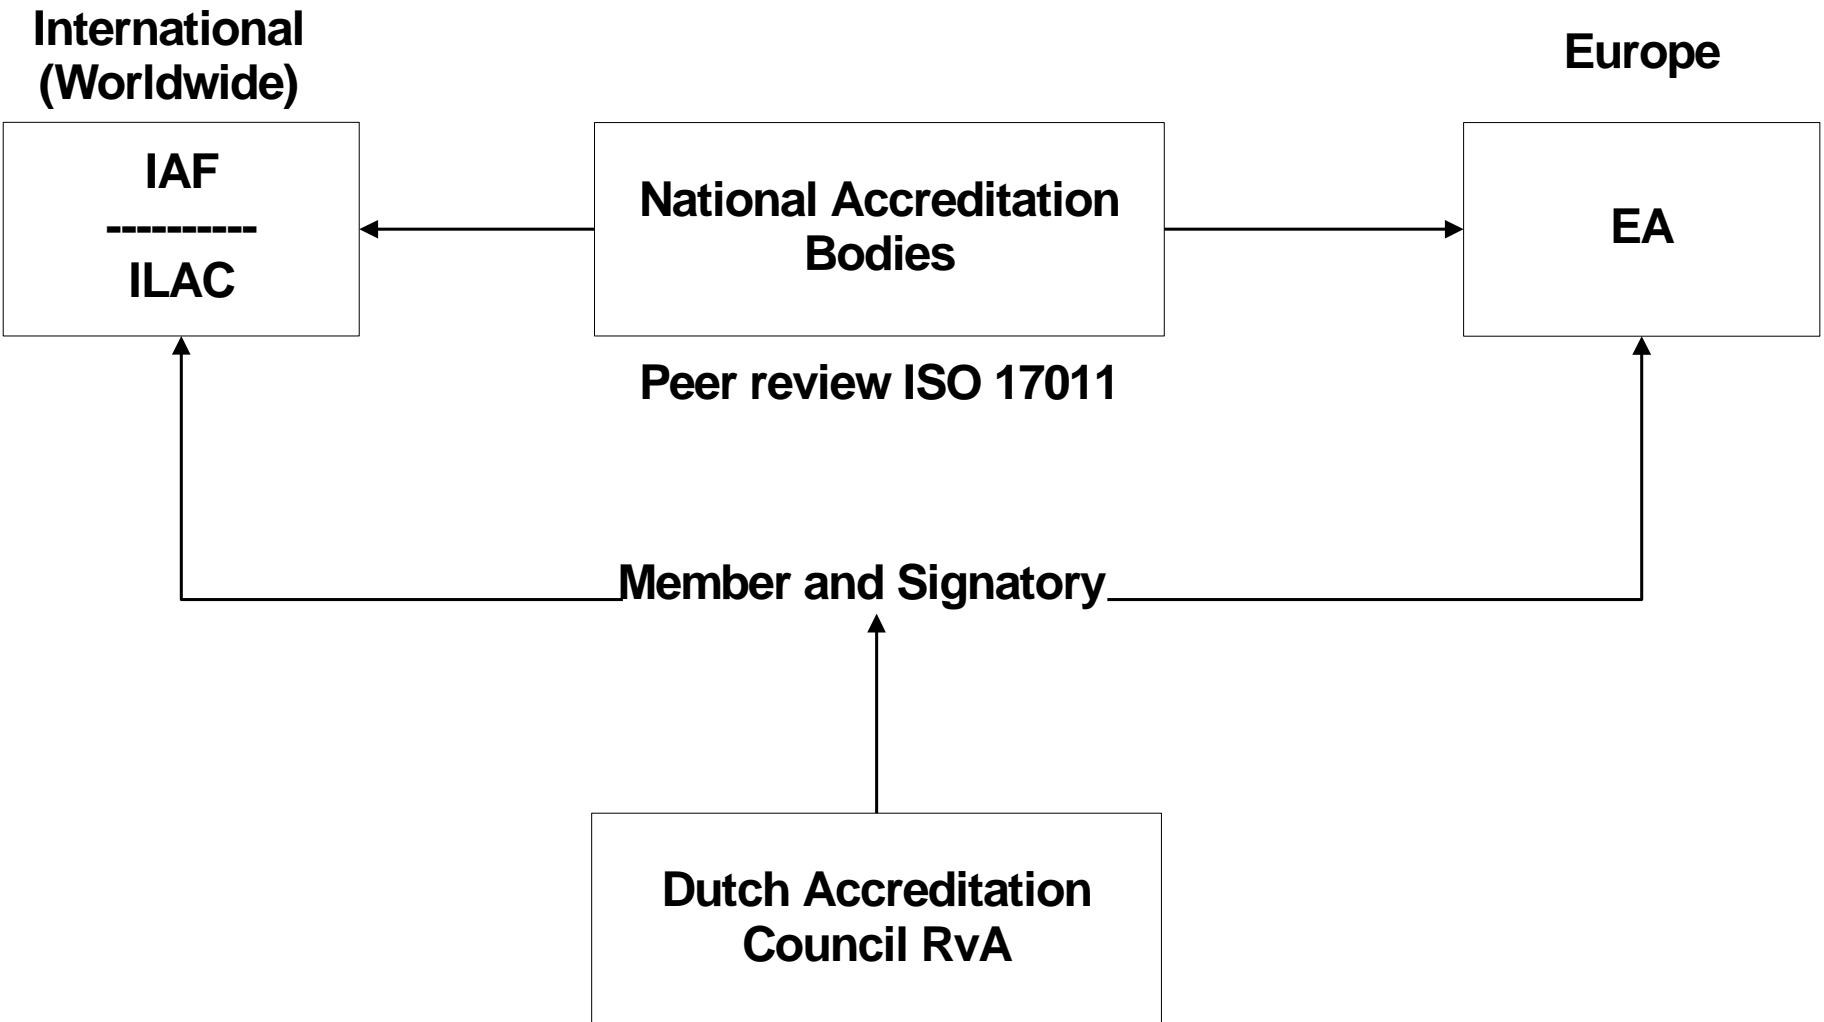 International
(Worldwide)
Europe
IAF
----------
ILAC
National Accreditation
Bodies
EA
Peer review ISO 17011
Member and Signatory
Dutch Accreditation
Council RvA